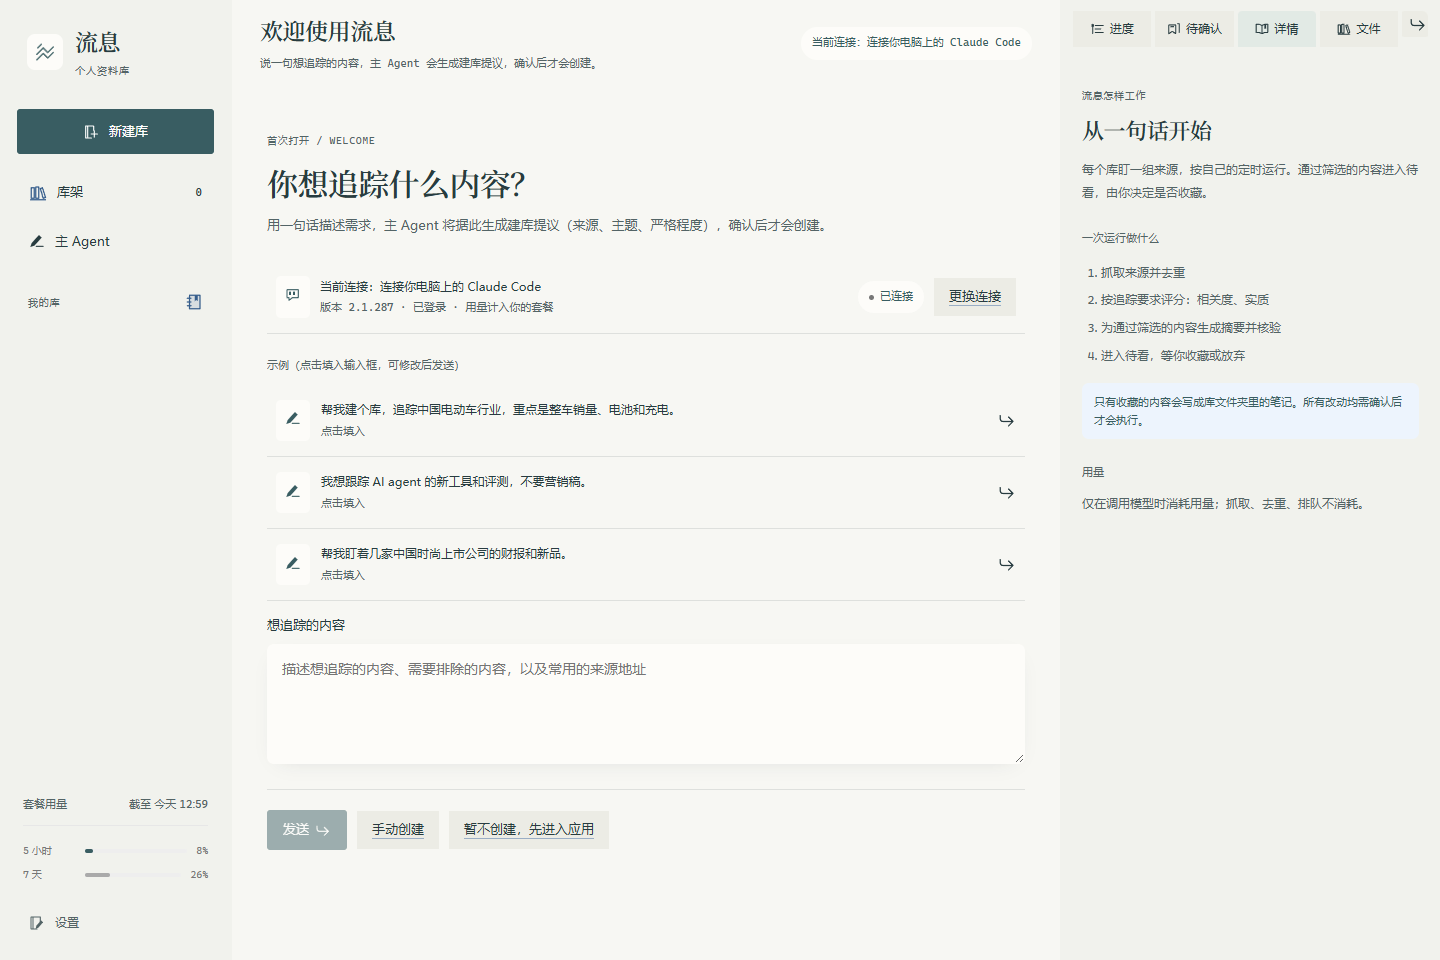 流息
个人资料库
新建库
库架 0
主 Agent
我的库
套餐用量 截至 今天 12:59
5 小时 8%
7 天 26%
设置
欢迎使用流息
说一句想追踪的内容，主 Agent 会生成建库提议，确认后才会创建。
当前连接：连接你电脑上的 Claude Code
首次打开 / WELCOME
你想追踪什么内容？
用一句话描述需求，主 Agent 将据此生成建库提议（来源、主题、严格程度），确认后才会创建。
当前连接：连接你电脑上的 Claude Code
版本 2.1.287 · 已登录 · 用量计入你的套餐
已连接
更换连接
示例（点击填入输入框，可修改后发送）
帮我建个库，追踪中国电动车行业，重点是整车销量、电池和充电。
点击填入
我想跟踪 AI agent 的新工具和评测，不要营销稿。
点击填入
帮我盯着几家中国时尚上市公司的财报和新品。
点击填入
想追踪的内容
描述想追踪的内容、需要排除的内容，以及常用的来源地址
发送
手动创建
暂不创建，先进入应用
进度
待确认
详情
文件
流息怎样工作
从一句话开始
每个库盯一组来源，按自己的定时运行。通过筛选的内容进入待
看，由你决定是否收藏。
一次运行做什么
1. 抓取来源并去重
2. 按追踪要求评分：相关度、实质
3. 为通过筛选的内容生成摘要并核验
4. 进入待看，等你收藏或放弃
只有收藏的内容会写成库文件夹里的笔记。所有改动均需确认后
才会执行。
用量
仅在调用模型时消耗用量；抓取、去重、排队不消耗。